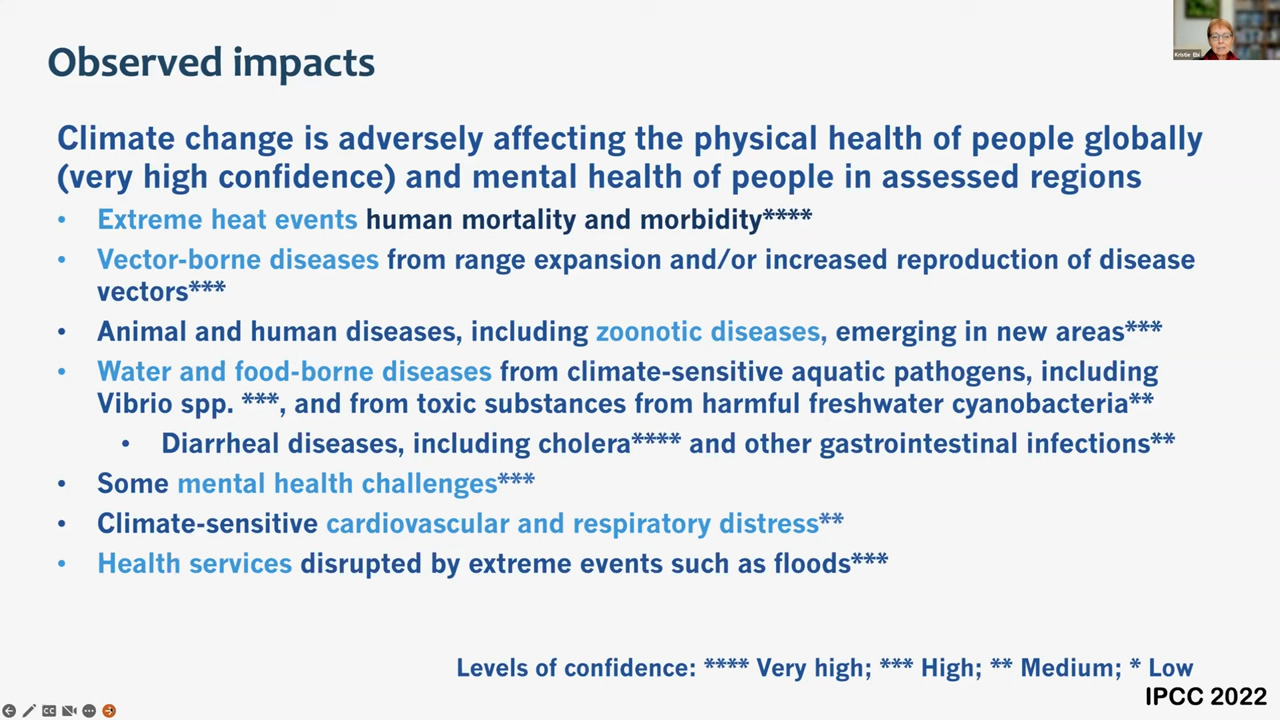 Observed impacts
Kristie Ebi
Climate change is adversely affecting the physical health of people globally
(very high confidence) and mental health of people in assessed regions
• Extreme heat events human mortality and morbidity****
• Vector-borne diseases from range expansion and/or increased reproduction of disease
vectors***
• Animal and human diseases, including zoonotic diseases, emerging in new areas***
• Water and food-borne diseases from climate-sensitive aquatic pathogens, including
Vibrio spp. ***, and from toxic substances from harmful freshwater cyanobacteria**
• Diarrheal diseases, including cholera**** and other gastrointestinal infections**
• Some mental health challenges***
• Climate-sensitive cardiovascular and respiratory distress**
• Health services disrupted by extreme events such as floods***
Levels of confidence: **** Very high; *** High; ** Medium; * Low
IPCC 2022
CC